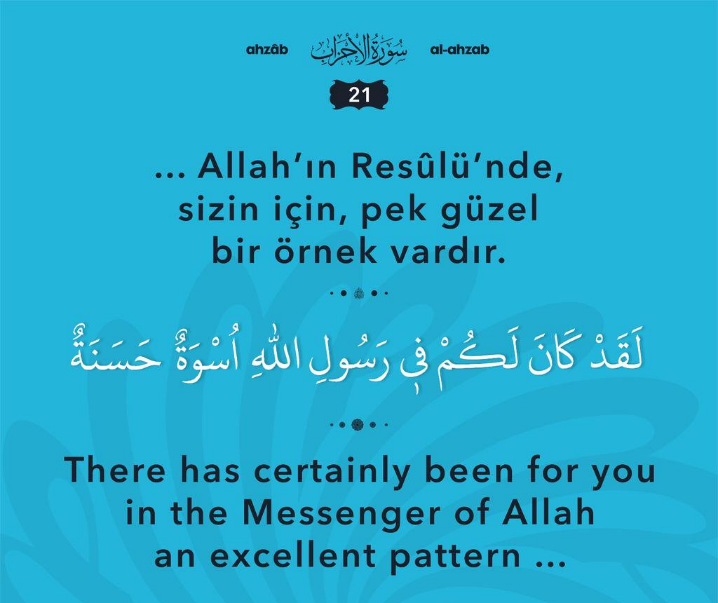 ahzâb سُورَةُ الْأَحْزَابِ al-ahzab
21
... Allah’ın Resûlü’nde,
sizin için, pek güzel
bir örnek vardır.
لَقَدْ كَانَ لَكُمْ فٖي رَسُولِ اللّٰهِ اُسْوَةٌ حَسَنَةٌ
There has certainly been for you
in the Messenger of Allah
an excellent pattern ...